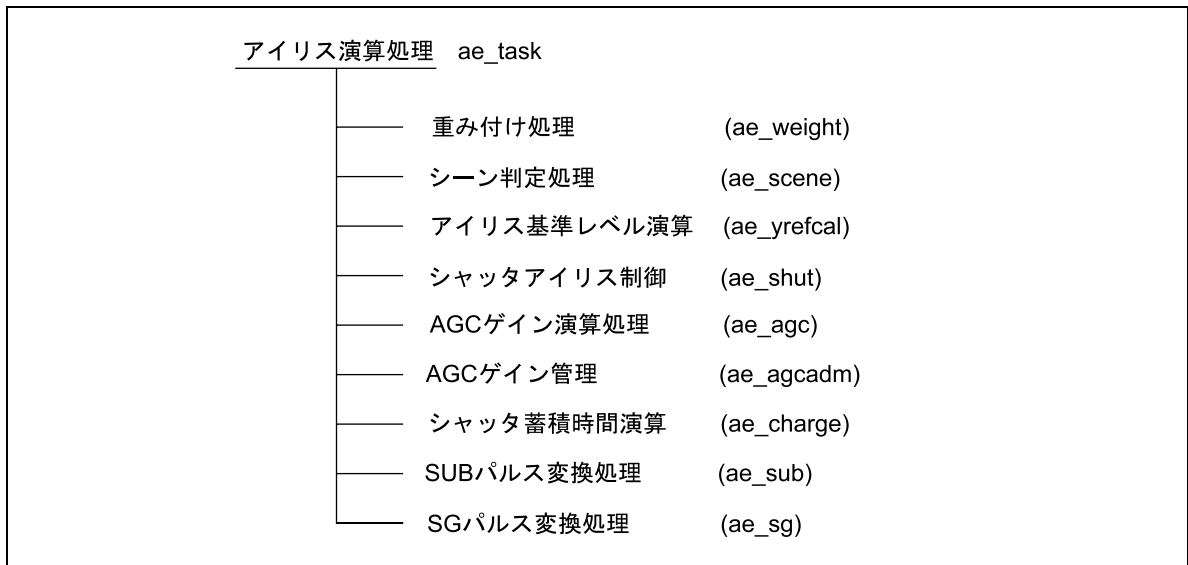 アイリス演算処理 ae_task
重み付け処理 (ae_weight)
シーン判定処理 (ae_scene)
アイリス基準レベル演算 (ae_yrefcal)
シャッタアイリス制御 (ae_shut)
AGCゲイン演算処理 (ae_agc)
AGCゲイン管理 (ae_agcadm)
シャッタ蓄積時間演算 (ae_charge)
SUBパルス変換処理 (ae_sub)
SGパルス変換処理 (ae_sg)